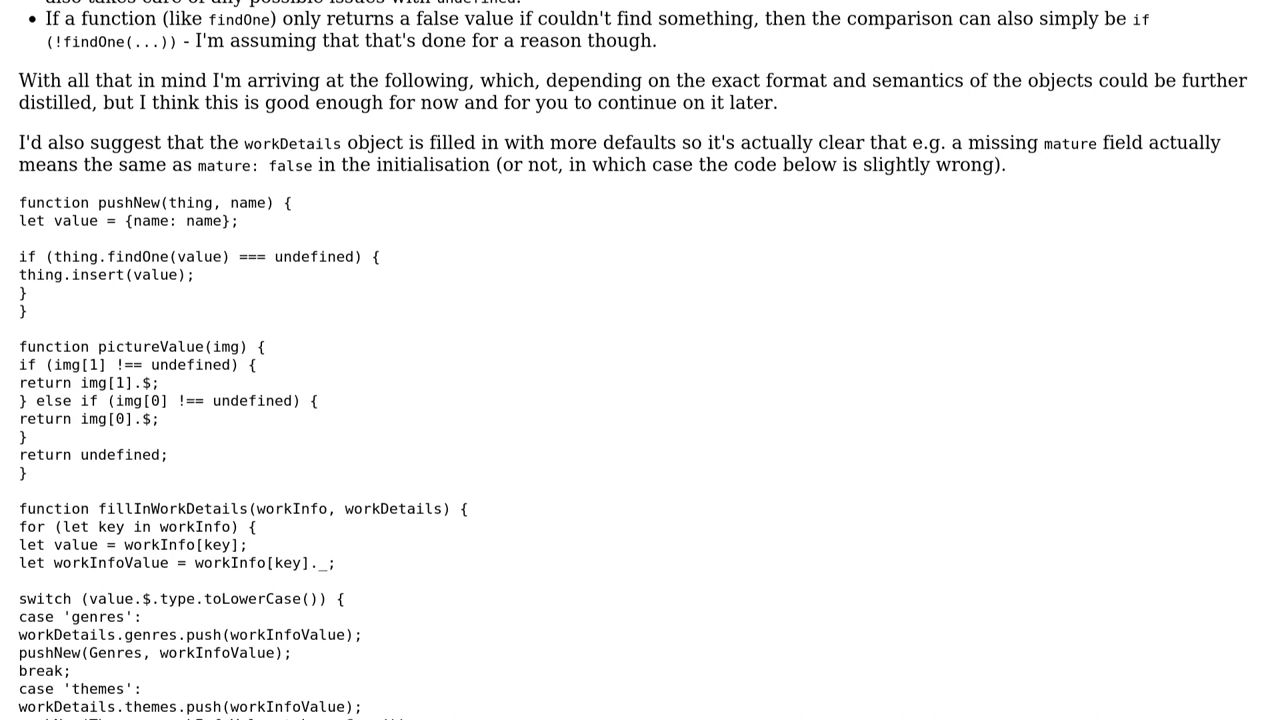 If a function (like findOne) only returns a false value if couldn't find something, then the comparison can also simply be if
(!findOne(...)) - I'm assuming that that's done for a reason though.
With all that in mind I'm arriving at the following, which, depending on the exact format and semantics of the objects could be further
distilled, but I think this is good enough for now and for you to continue on it later.
I'd also suggest that the workDetails object is filled in with more defaults so it's actually clear that e.g. a missing mature field actually
means the same as mature: false in the initialisation (or not, in which case the code below is slightly wrong).
function pushNew(thing, name) {
let value = {name: name};
if (thing.findOne(value) === undefined) {
thing.insert(value);
}
}
function pictureValue(img) {
if (img[1] !== undefined) {
return img[1].$;
} else if (img[0] !== undefined) {
return img[0].$;
}
return undefined;
}
function fillInWorkDetails(workInfo, workDetails) {
for (let key in workInfo) {
let value = workInfo[key];
let workInfoValue = workInfo[key]._;
switch (value.$.type.toLowerCase()) {
case 'genres':
workDetails.genres.push(workInfoValue);
pushNew(Genres, workInfoValue);
break;
case 'themes':
workDetails.themes.push(workInfoValue);